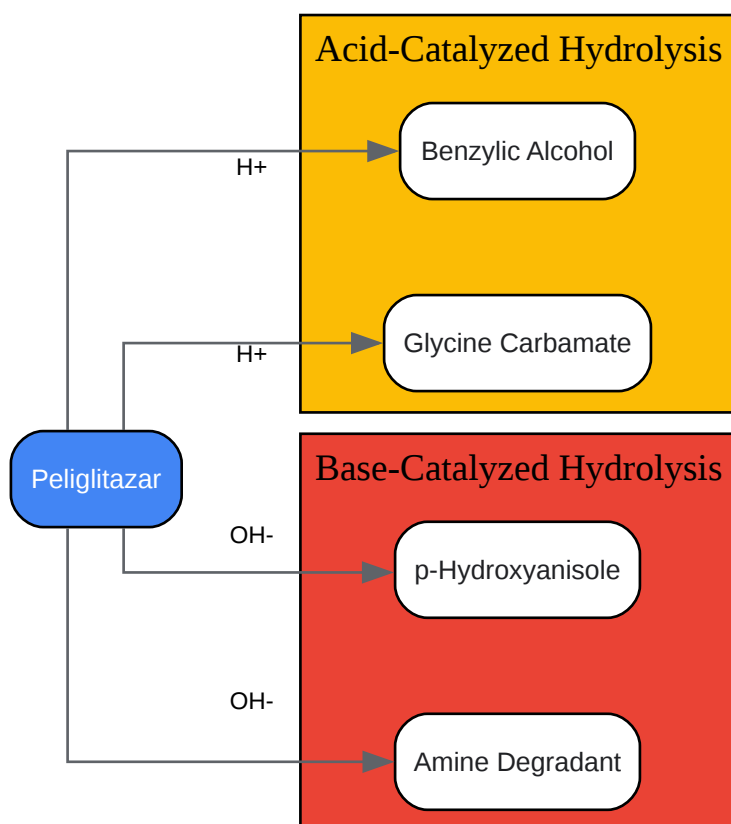 Acid-Catalyzed Hydrolysis
Benzylic Alcohol
H+
Glycine Carbamate
H+
Peliglitazar
Base-Catalyzed Hydrolysis
OH-
p-Hydroxyanisole
OH-
Amine Degradant